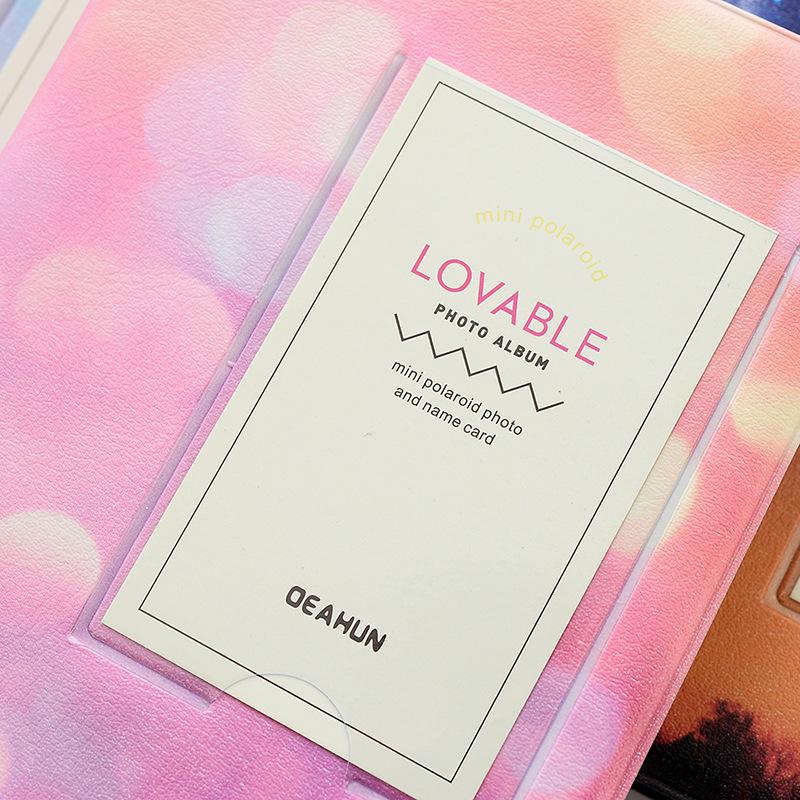 mini polaroid
LOVABLE
PHOTO ALBUM
mini polaroid photo
and name card
OEAHUN